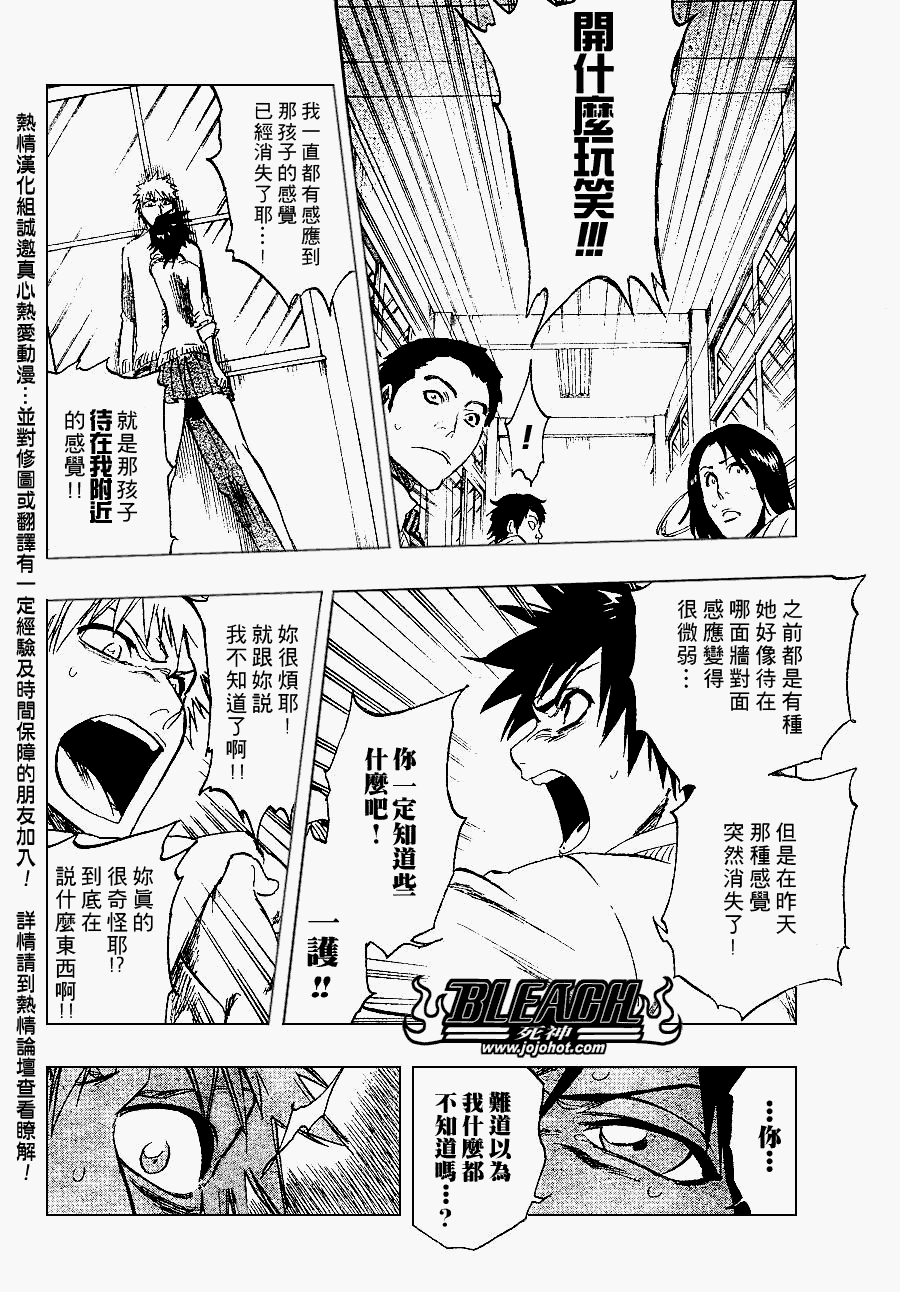 開什麼玩笑!!!
我一直都有感應到
那孩子的感覺
已經消失了耶…！
就是那孩子
待在我附近
的感覺!!
！
之前都是有種
她好像待在
哪面牆對面
感應變得
很微弱…
但是在昨天
那種感覺
突然消失了！
你一定知道些
什麼吧！
一護!!
妳很煩耶！
就跟妳說
我不知道了啊!!
妳真的
很奇怪耶!?
到底在
說什麼東西啊!!
…你…
難道以為
我什麼都
不知道嗎…?
BLEACH
死神
www.jojohot.com
熱情漢化組誠邀真心熱愛動漫…並對修圖或翻譯有一定經驗及時間保障的朋友加入！ 詳情請到熱情論壇查看瞭解！